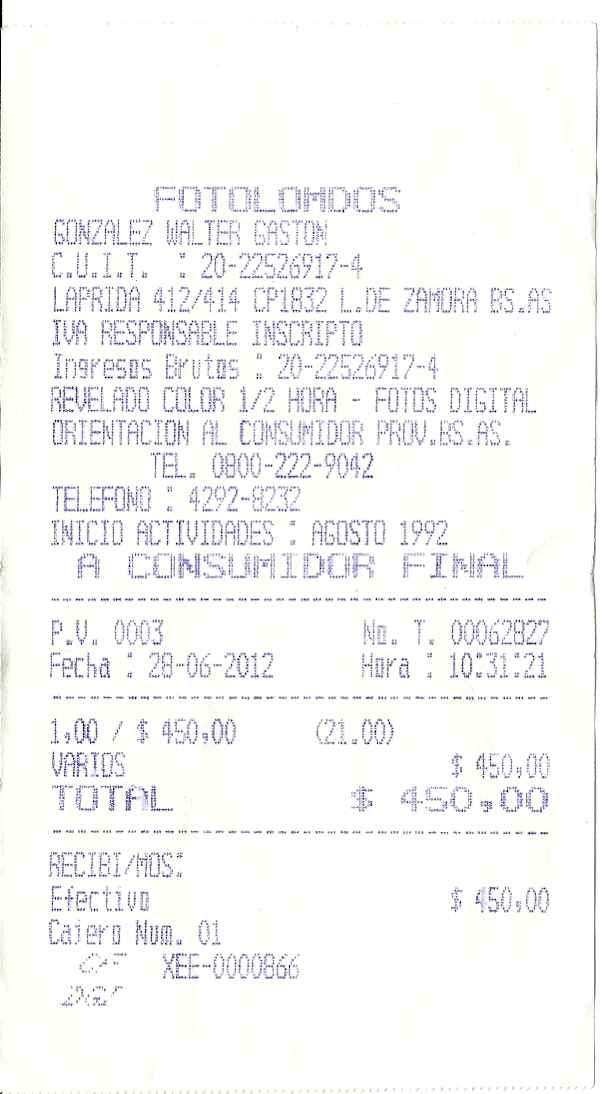 FOTOLOMDOS
GONZALEZ WALTER GASTON
C.U.I.T. : 20-22526917-4
LAPRIDA 412/414 CP1832 L.DE ZAMORA BS.AS
IVA RESPONSABLE INSCRIPTO
Ingresos Brutos : 20-22526917-4
REVELADO COLOR 1/2 HORA - FOTOS DIGITAL
ORIENTACION AL CONSUMIDOR PROV.BS.AS.
TEL. 0800-222-9042
TELEFONO : 4292-8232
INICIO ACTIVIDADES : AGOSTO 1992
A CONSUMIDOR FINAL
P.V. 0003 No. T. 00062827
Fecha : 28-06-2012 Hora : 10:31:21
1,00 / $ 450,00 (21.00)
VARIOS $ 450,00
TOTAL $ 450,00
RECIBI/MOS:
Efectivo $ 450,00
Cajero Num. 01
CF XEE-0000866
DGI